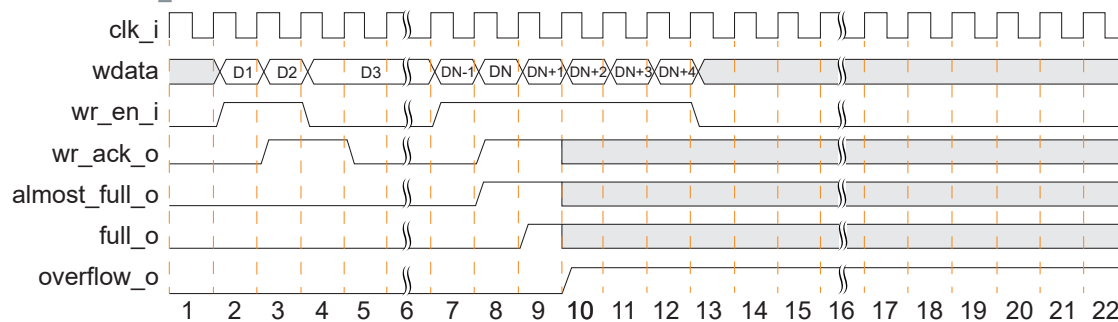 clk_i
wdata D1 D2 D3 DN-1 DN DN+1 DN+2 DN+3 DN+4
wr_en_i
wr_ack_o
almost_full_o
full_o
overflow_o
1 2 3 4 5 6 7 8 9 10 11 12 13 14 15 16 17 18 19 20 21 22